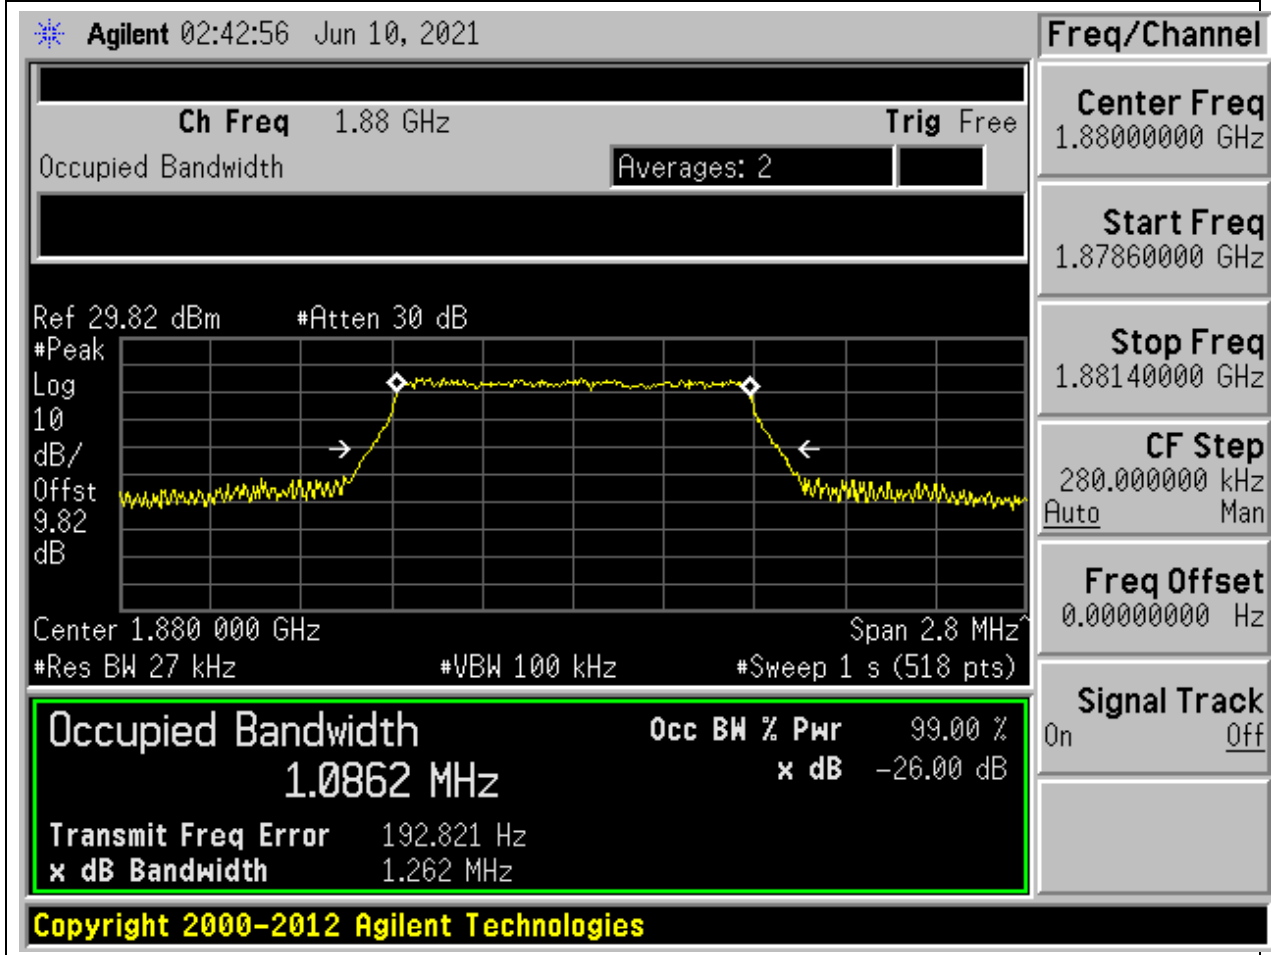 Agilent 02:42:56 Jun 10, 2021
Freq/Channel
Ch Freq 1.88 GHz Trig Free
Occupied Bandwidth Averages: 2
Center Freq
1.88000000 GHz
Start Freq
1.87860000 GHz
Stop Freq
1.88140000 GHz
CF Step
280.000000 kHz
Auto Man
Freq Offset
0.00000000 Hz
Signal Track
On Off
Ref 29.82 dBm #Atten 30 dB
#Peak
Log
10
dB/
Offst
9.82
dB
Center 1.880 000 GHz Span 2.8 MHz^
#Res BW 27 kHz #VBW 100 kHz #Sweep 1 s (518 pts)
Occupied Bandwidth Occ BW % Pwr 99.00 %
1.0862 MHz x dB -26.00 dB
Transmit Freq Error 192.821 Hz
x dB Bandwidth 1.262 MHz
Copyright 2000-2012 Agilent Technologies